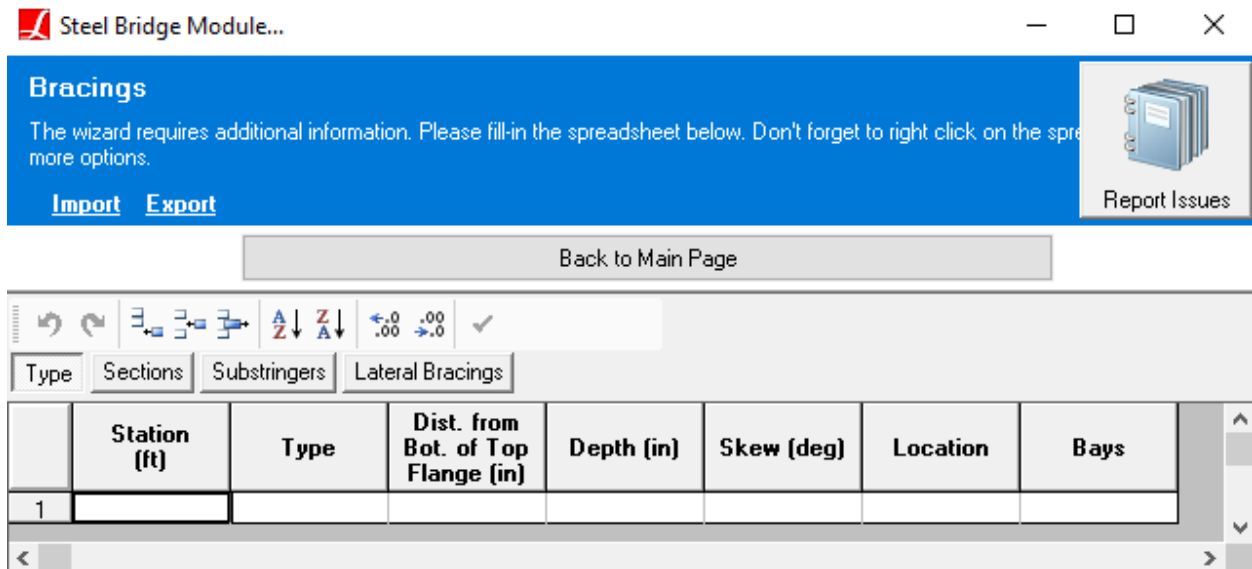 Steel Bridge Module...
Bracings
The wizard requires additional information. Please fill-in the spreadsheet below. Don't forget to right click on the spre
more options.
Import Export
Report Issues
Back to Main Page
Type Sections Substringers Lateral Bracings
Station (ft) Type Dist. from Bot. of Top Flange (in) Depth (in) Skew (deg) Location Bays
1